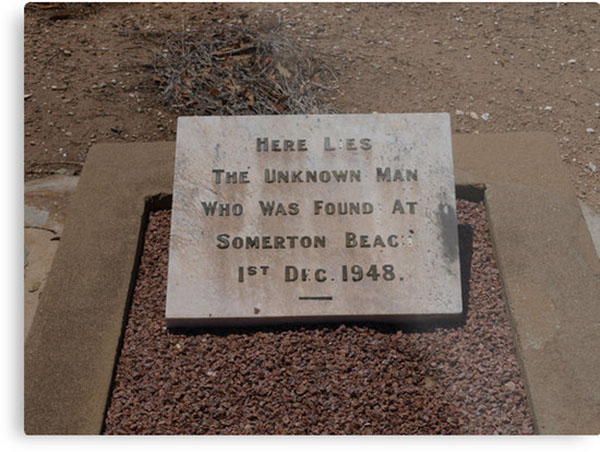 Here Lies
The Unknown Man
Who Was Found At
Somerton Beach
1st Dec. 1948.